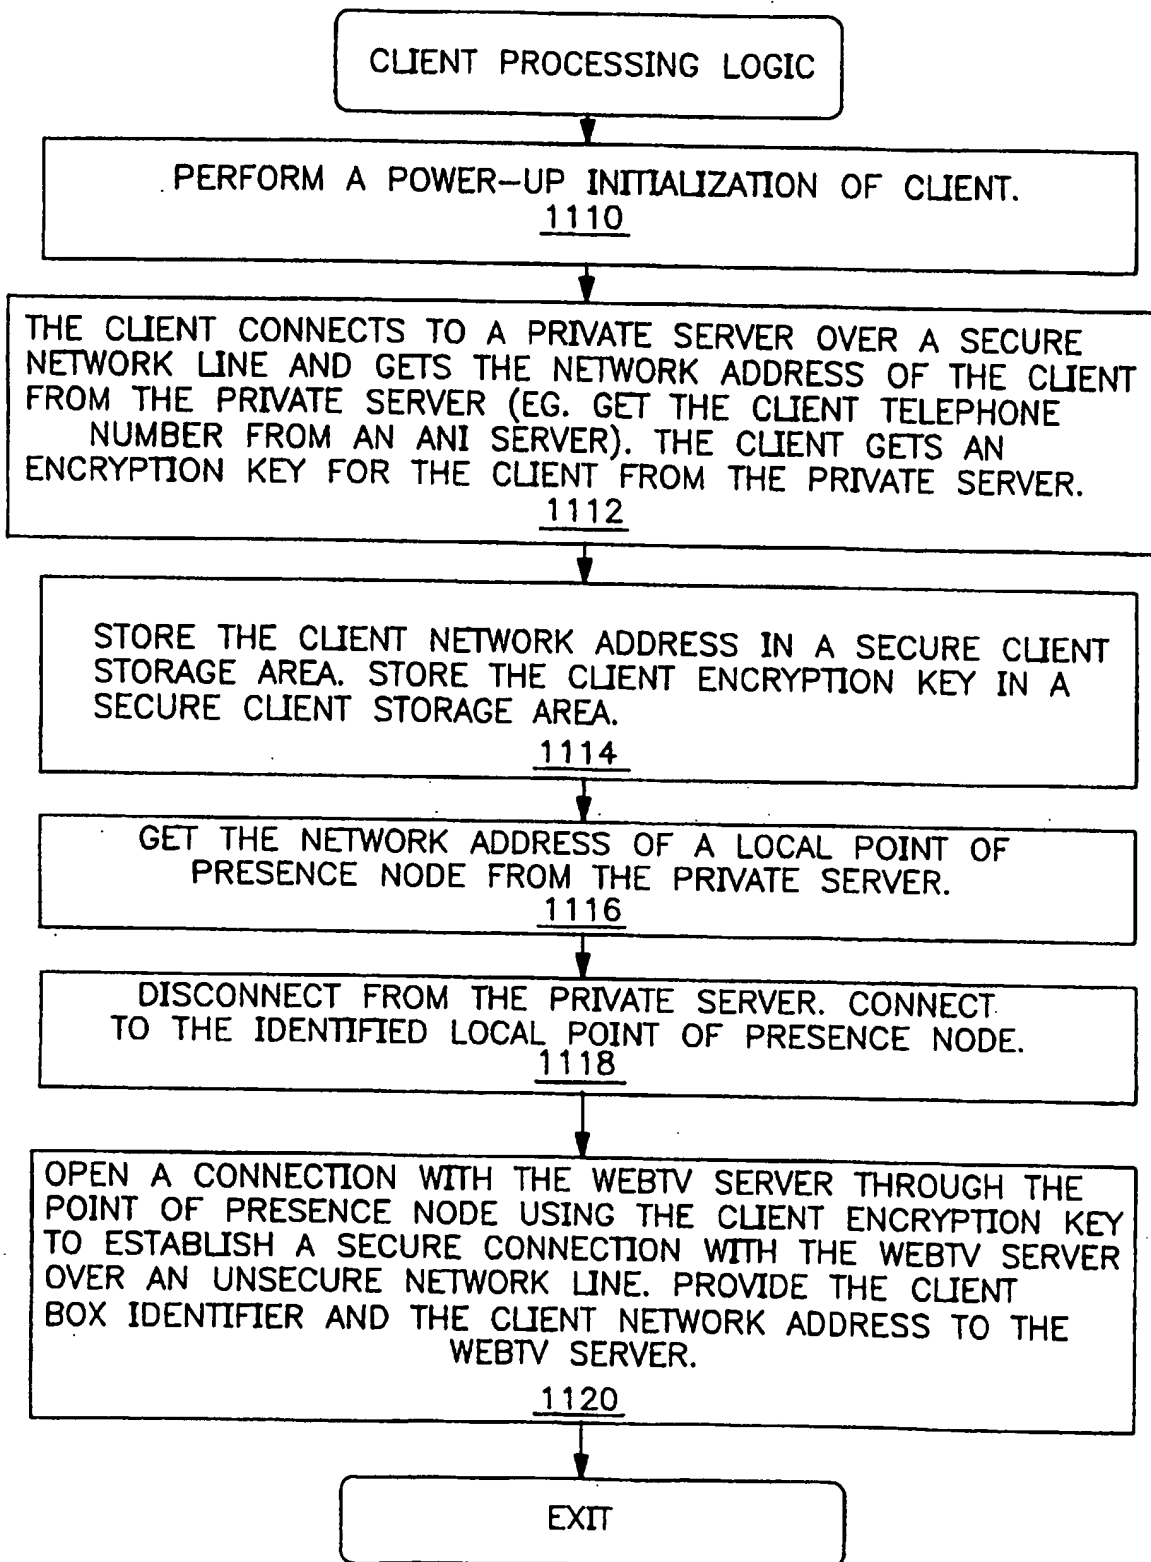 CLIENT PROCESSING LOGIC
PERFORM A POWER-UP INITIALIZATION OF CLIENT.
1110
THE CLIENT CONNECTS TO A PRIVATE SERVER OVER A SECURE
NETWORK LINE AND GETS THE NETWORK ADDRESS OF THE CLIENT
FROM THE PRIVATE SERVER (EG. GET THE CLIENT TELEPHONE
NUMBER FROM AN ANI SERVER). THE CLIENT GETS AN
ENCRYPTION KEY FOR THE CLIENT FROM THE PRIVATE SERVER.
1112
STORE THE CLIENT NETWORK ADDRESS IN A SECURE CLIENT
STORAGE AREA. STORE THE CLIENT ENCRYPTION KEY IN A
SECURE CLIENT STORAGE AREA.
1114
GET THE NETWORK ADDRESS OF A LOCAL POINT OF
PRESENCE NODE FROM THE PRIVATE SERVER.
1116
DISCONNECT FROM THE PRIVATE SERVER. CONNECT
TO THE IDENTIFIED LOCAL POINT OF PRESENCE NODE.
1118
OPEN A CONNECTION WITH THE WEBTV SERVER THROUGH THE
POINT OF PRESENCE NODE USING THE CLIENT ENCRYPTION KEY
TO ESTABLISH A SECURE CONNECTION WITH THE WEBTV SERVER
OVER AN UNSECURE NETWORK LINE. PROVIDE THE CLIENT
BOX IDENTIFIER AND THE CLIENT NETWORK ADDRESS TO THE
WEBTV SERVER.
1120
EXIT